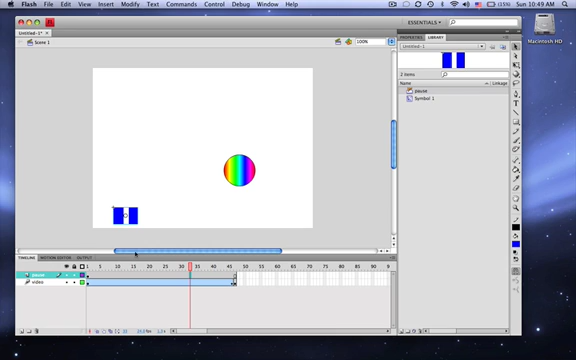 Flash File Edit View Insert Modify Text Commands Control Debug Window Help
(35%) Sun 10:49 AM
ESSENTIALS
Untitled-1*
Scene 1
100%
PROPERTIES LIBRARY
Untitled-1
2 items
Name Linkage
pause
Symbol 1
Macintosh HD
TIMELINE MOTION EDITOR OUTPUT
1 5 10 15 20 25 30 35 40 45 50 55 60 65 70 75 80 85 90
pause
video